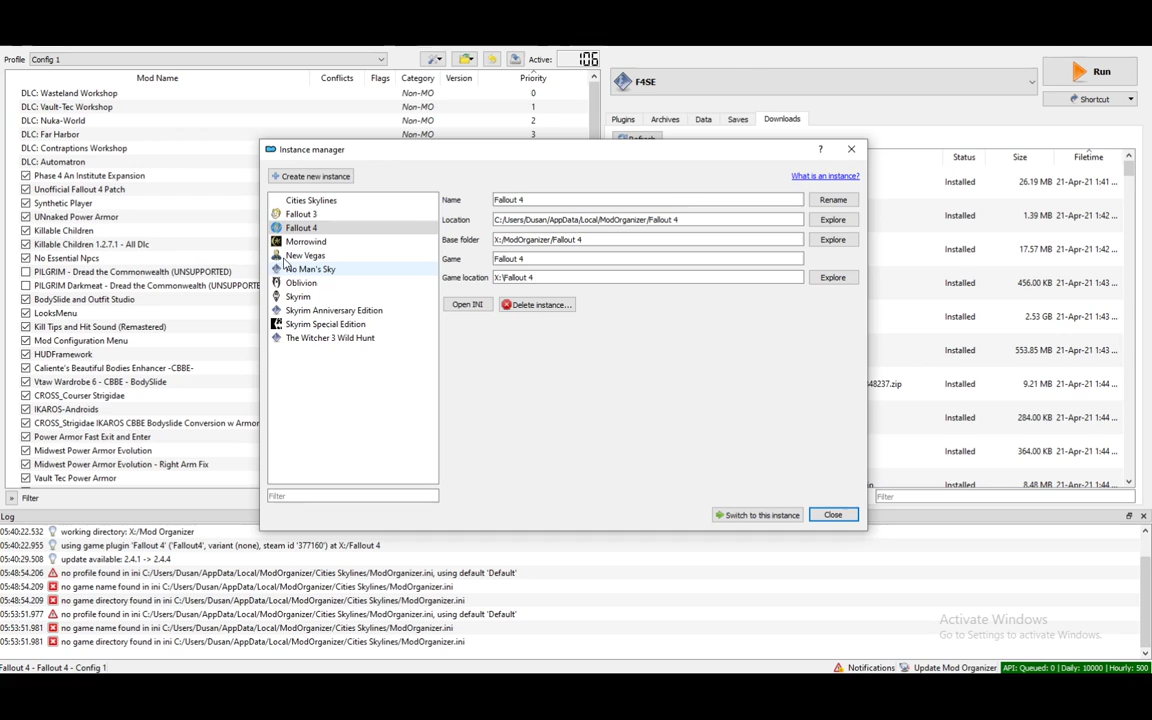 Profile Config 1 Active: 106
Mod Name Conflicts Flags Category Version Priority
DLC: Wasteland Workshop Non-MO 0
DLC: Vault-Tec Workshop Non-MO 1
DLC: Nuka-World Non-MO 2
DLC: Far Harbor Non-MO 3
DLC: Contraptions Workshop
DLC: Automatron
Phase 4 An Institute Expansion
Unofficial Fallout 4 Patch
Synthetic Player
UNnaked Power Armor
Killable Children
Killable Children 1.2.7.1 - All Dlc
No Essential Npcs
PILGRIM - Dread the Commonwealth (UNSUPPORTED)
PILGRIM Darkmeat - Dread the Commonwealth (UNSUPPORTE
BodySlide and Outfit Studio
LooksMenu
Kill Tips and Hit Sound (Remastered)
Mod Configuration Menu
HUDFramework
Caliente's Beautiful Bodies Enhancer -CBBE-
Vtaw Wardrobe 6 - CBBE - BodySlide
CROSS_Courser Strigidae
IKAROS-Androids
CROSS_Strigidae IKAROS CBBE Bodyslide Conversion w Armor
Power Armor Fast Exit and Enter
Midwest Power Armor Evolution
Midwest Power Armor Evolution - Right Arm Fix
Vault Tec Power Armor
» Filter
F4SE
Run
Shortcut
Plugins Archives Data Saves Downloads
Refresh
Status Size Filetime
Installed 26.19 MB 21-Apr-21 1:41 ...
Installed 1.39 MB 21-Apr-21 1:42 ...
Installed 17.57 MB 21-Apr-21 1:42 ...
Installed 456.00 KB 21-Apr-21 1:43 ...
Installed 2.53 GB 21-Apr-21 1:43 ...
Installed 553.85 MB 21-Apr-21 1:43 ...
48237.zip Installed 9.21 MB 21-Apr-21 1:44 ...
Installed 284.00 KB 21-Apr-21 1:44 ...
Installed 364.00 KB 21-Apr-21 1:44 ...
Installed 8.48 MB 21-Apr-21 1:44 ...
Filter
Instance manager ?
Create new instance What is an instance?
Cities Skylines
Fallout 3
Fallout 4
Morrowind
New Vegas
No Man's Sky
Oblivion
Skyrim
Skyrim Anniversary Edition
Skyrim Special Edition
The Witcher 3 Wild Hunt
Filter
Name Fallout 4 Rename
Location C:/Users/Dusan/AppData/Local/ModOrganizer/Fallout 4 Explore
Base folder X:/ModOrganizer/Fallout 4 Explore
Game Fallout 4
Game location X:\Fallout 4 Explore
Open INI Delete instance...
Switch to this instance Close
Log
05:40:22.532 working directory: X:/Mod Organizer
05:40:22.955 using game plugin 'Fallout 4' ('Fallout4', variant (none), steam id '377160') at X:/Fallout 4
05:40:29.508 update available: 2.4.1 -> 2.4.4
05:48:54.206 no profile found in ini C:/Users/Dusan/AppData/Local/ModOrganizer/Cities Skylines/ModOrganizer.ini, using default 'Default'
05:48:54.209 no game name found in ini C:/Users/Dusan/AppData/Local/ModOrganizer/Cities Skylines/ModOrganizer.ini
05:48:54.209 no game directory found in ini C:/Users/Dusan/AppData/Local/ModOrganizer/Cities Skylines/ModOrganizer.ini
05:53:51.977 no profile found in ini C:/Users/Dusan/AppData/Local/ModOrganizer/Cities Skylines/ModOrganizer.ini, using default 'Default'
05:53:51.981 no game name found in ini C:/Users/Dusan/AppData/Local/ModOrganizer/Cities Skylines/ModOrganizer.ini
05:53:51.981 no game directory found in ini C:/Users/Dusan/AppData/Local/ModOrganizer/Cities Skylines/ModOrganizer.ini
Activate Windows
Go to Settings to activate Windows.
Fallout 4 - Fallout 4 - Config 1 Notifications Update Mod Organizer API: Queued: 0 | Daily: 10000 | Hourly: 500